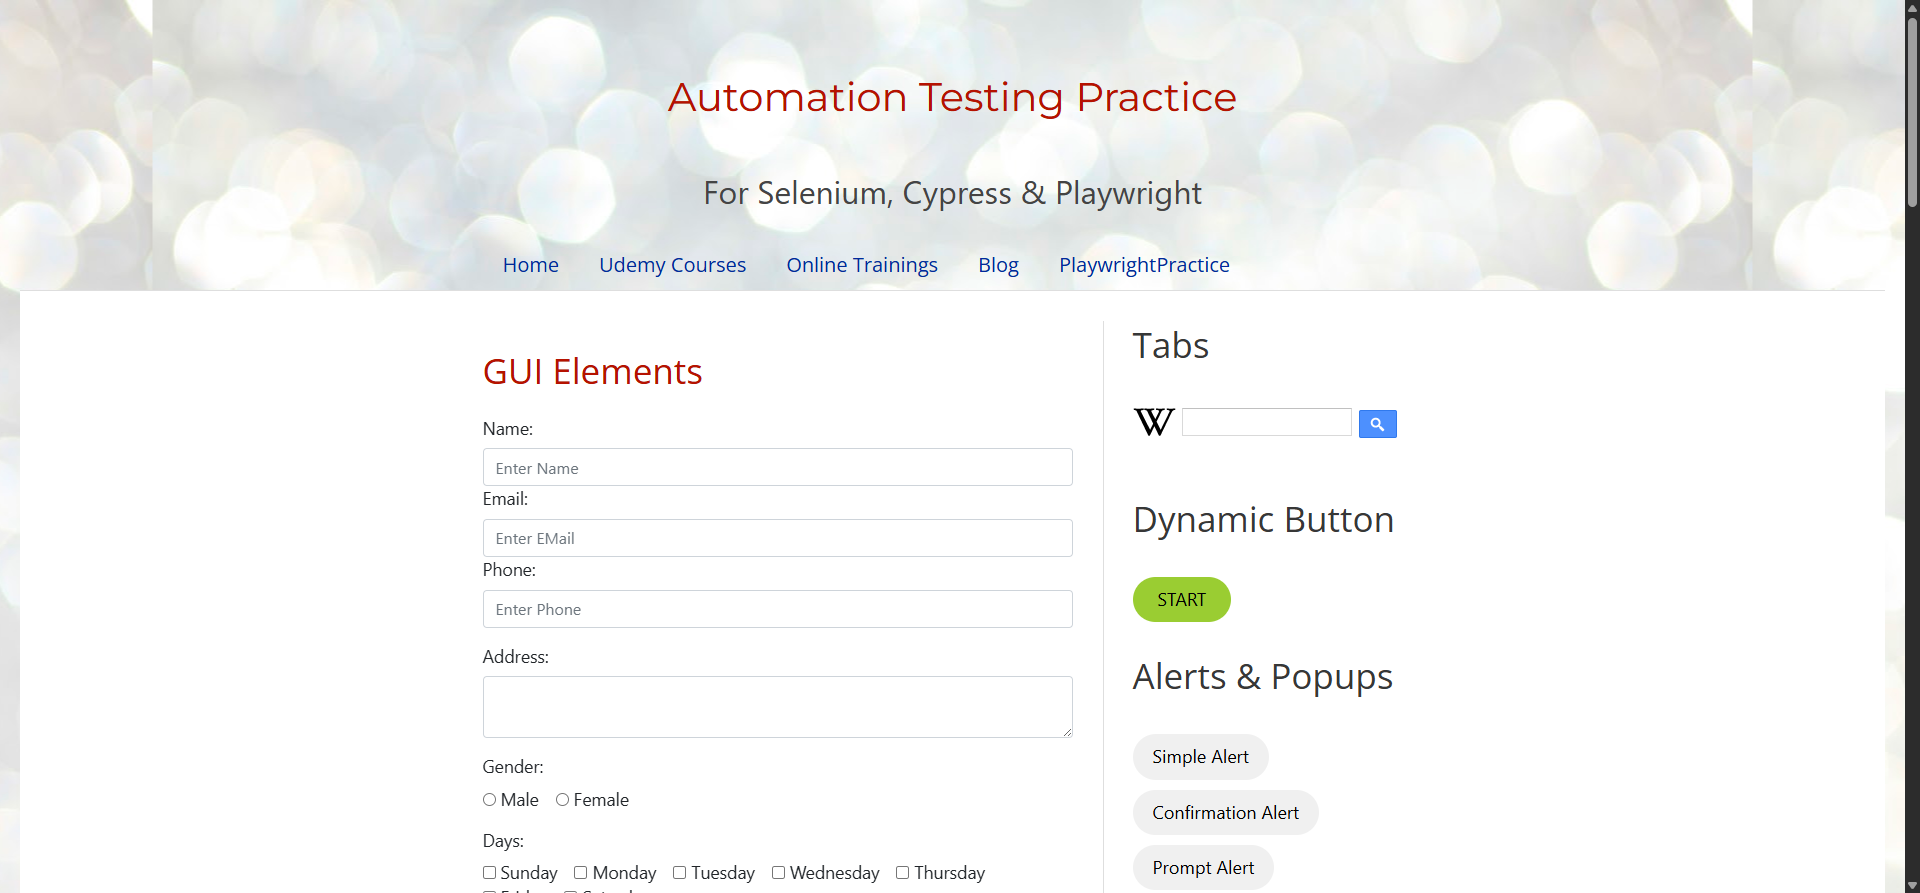 Automation Testing Practice
For Selenium, Cypress & Playwright
Home Udemy Courses Online Trainings Blog PlaywrightPractice
GUI Elements
Name:
Enter Name
Email:
Enter EMail
Phone:
Enter Phone
Address:
Gender:
Male Female
Days:
Sunday Monday Tuesday Wednesday Thursday
Tabs
W
Dynamic Button
START
Alerts & Popups
Simple Alert
Confirmation Alert
Prompt Alert